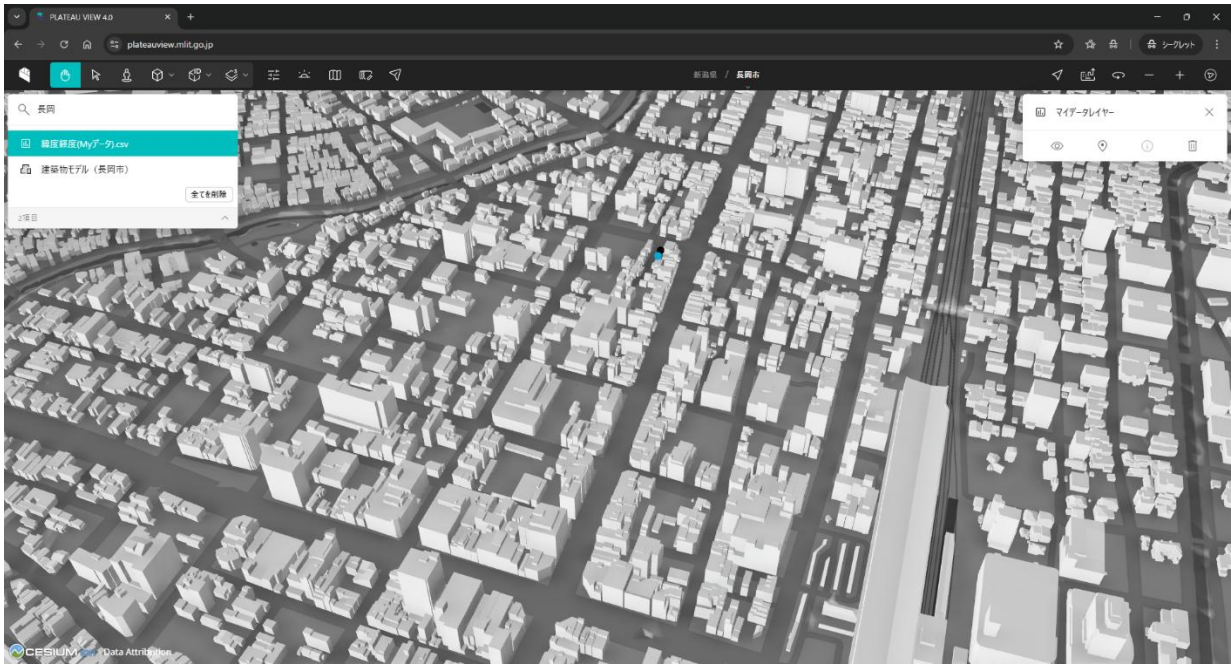 PLATEAU VIEW 4.0
plateauview.mlit.go.jp
シークレット
新潟県 / 長岡市
長岡
緯度経度(Myデータ).csv
建築物モデル（長岡市）
全てを削除
2項目
マイデータレイヤー
CESIUM ion Data Attribution